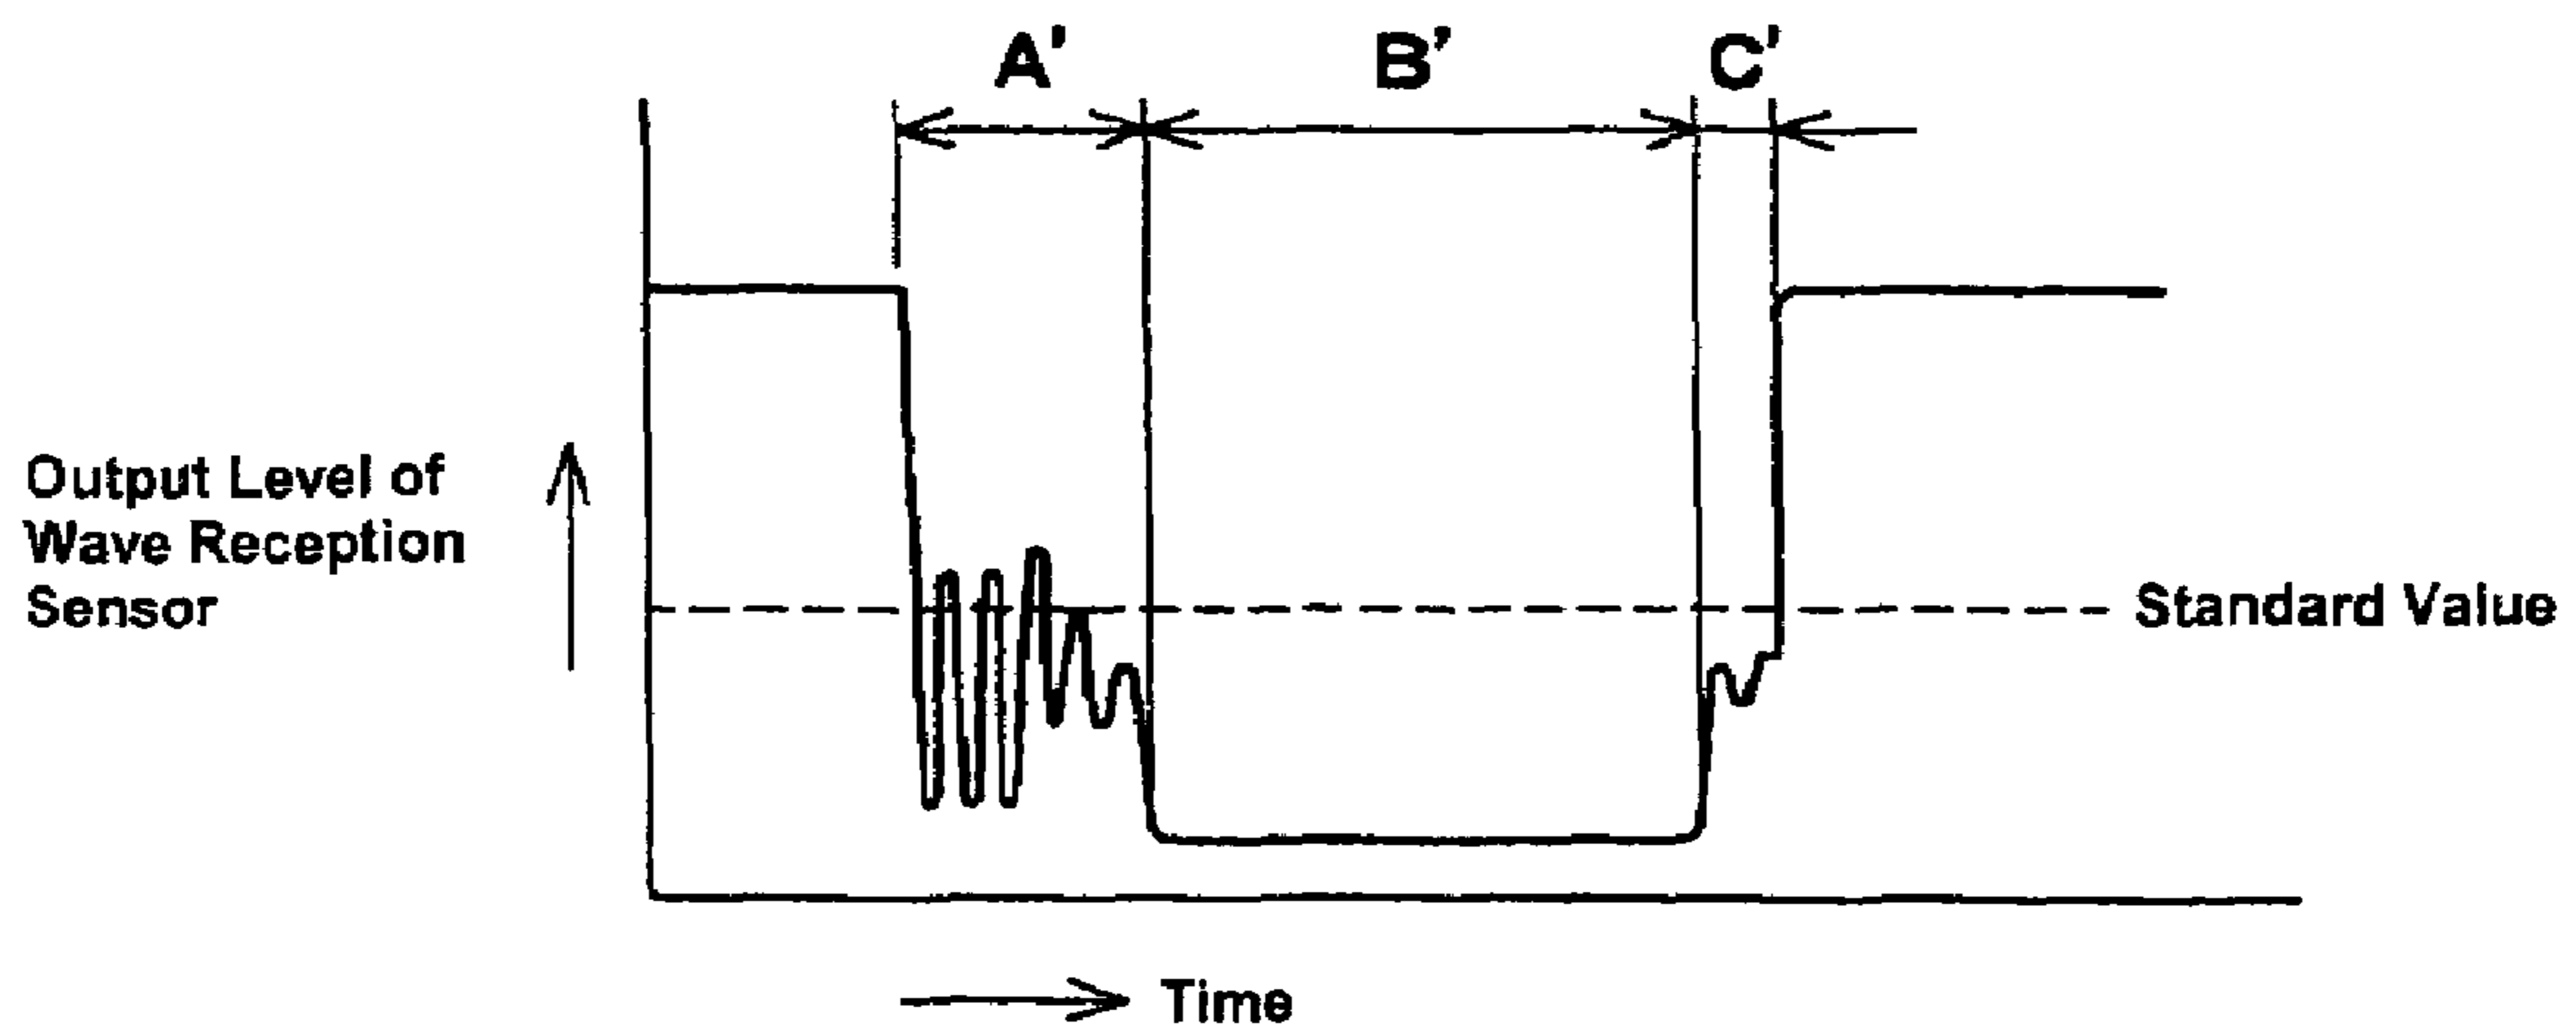 A' B' C'
Output Level of
Wave Reception
Sensor
Standard Value
Time